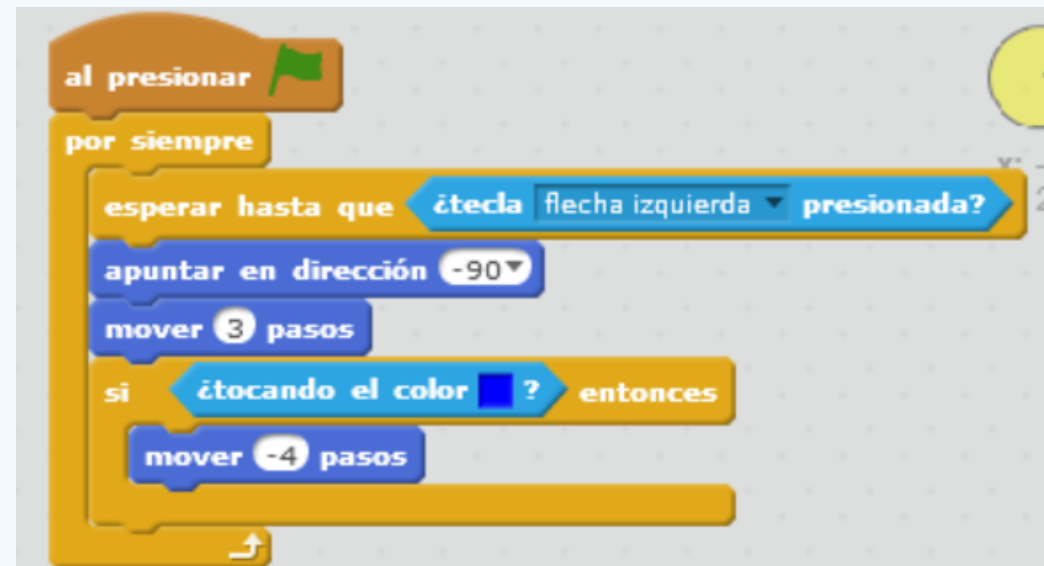 al presionar
por siempre
esperar hasta que ¿tecla flecha izquierda presionada?
apuntar en dirección -90
mover 3 pasos
si ¿tocando el color ? entonces
mover -4 pasos